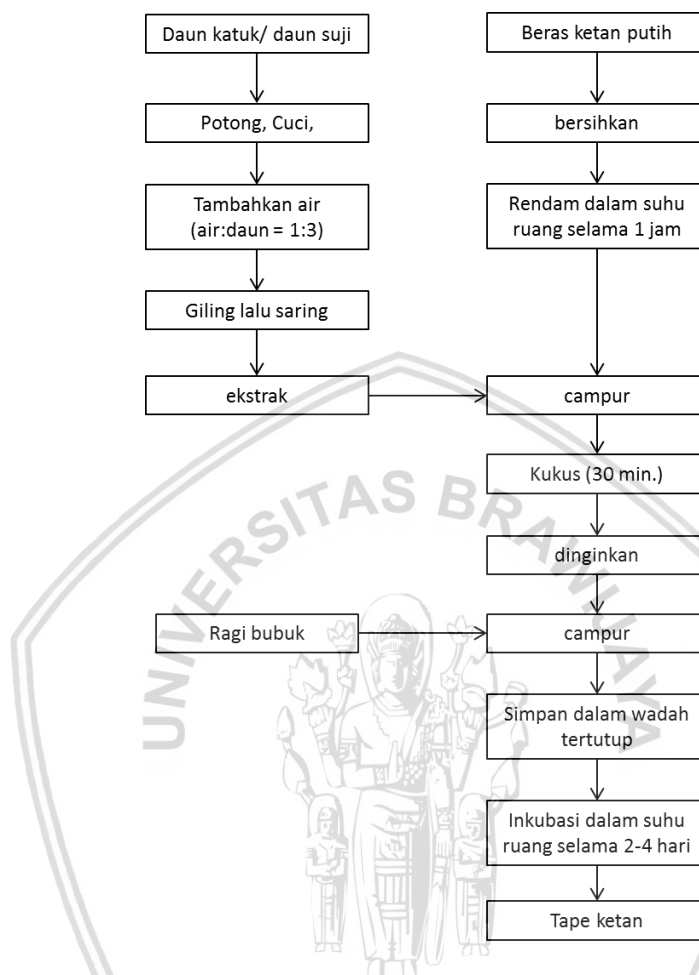 Daun katuk/ daun suji
Potong, Cuci,
Tambahkan air
(air:daun = 1:3)
Giling lalu saring
ekstrak
Beras ketan putih
bersihkan
Rendam dalam suhu
ruang selama 1 jam
campur
Kukus (30 min.)
dinginkan
Ragi bubuk
campur
Simpan dalam wadah
tertutup
Inkubasi dalam suhu
ruang selama 2-4 hari
Tape ketan
UNIVERSITAS BRAWIJAYA